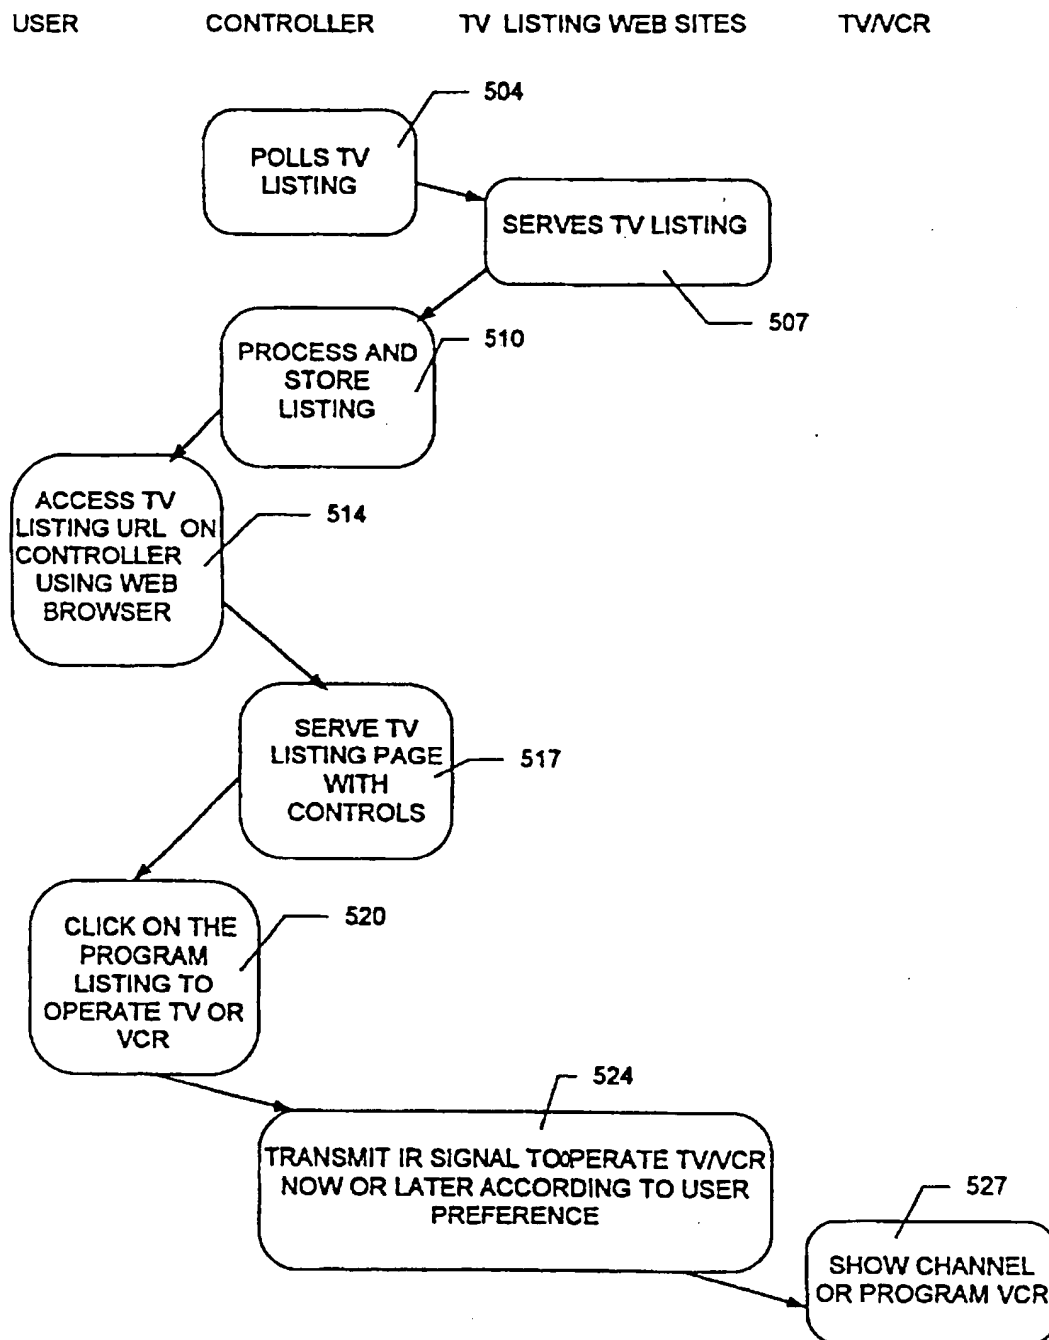 USER CONTROLLER TV LISTING WEB SITES TV/VCR
504
POLLS TV
LISTING
SERVES TV LISTING
507
510
PROCESS AND
STORE
LISTING
514
ACCESS TV
LISTING URL ON
CONTROLLER
USING WEB
BROWSER
SERVE TV
LISTING PAGE
WITH
CONTROLS
517
520
CLICK ON THE
PROGRAM
LISTING TO
OPERATE TV OR
VCR
524
TRANSMIT IR SIGNAL TO OPERATE TV/VCR
NOW OR LATER ACCORDING TO USER
PREFERENCE
527
SHOW CHANNEL
OR PROGRAM VCR